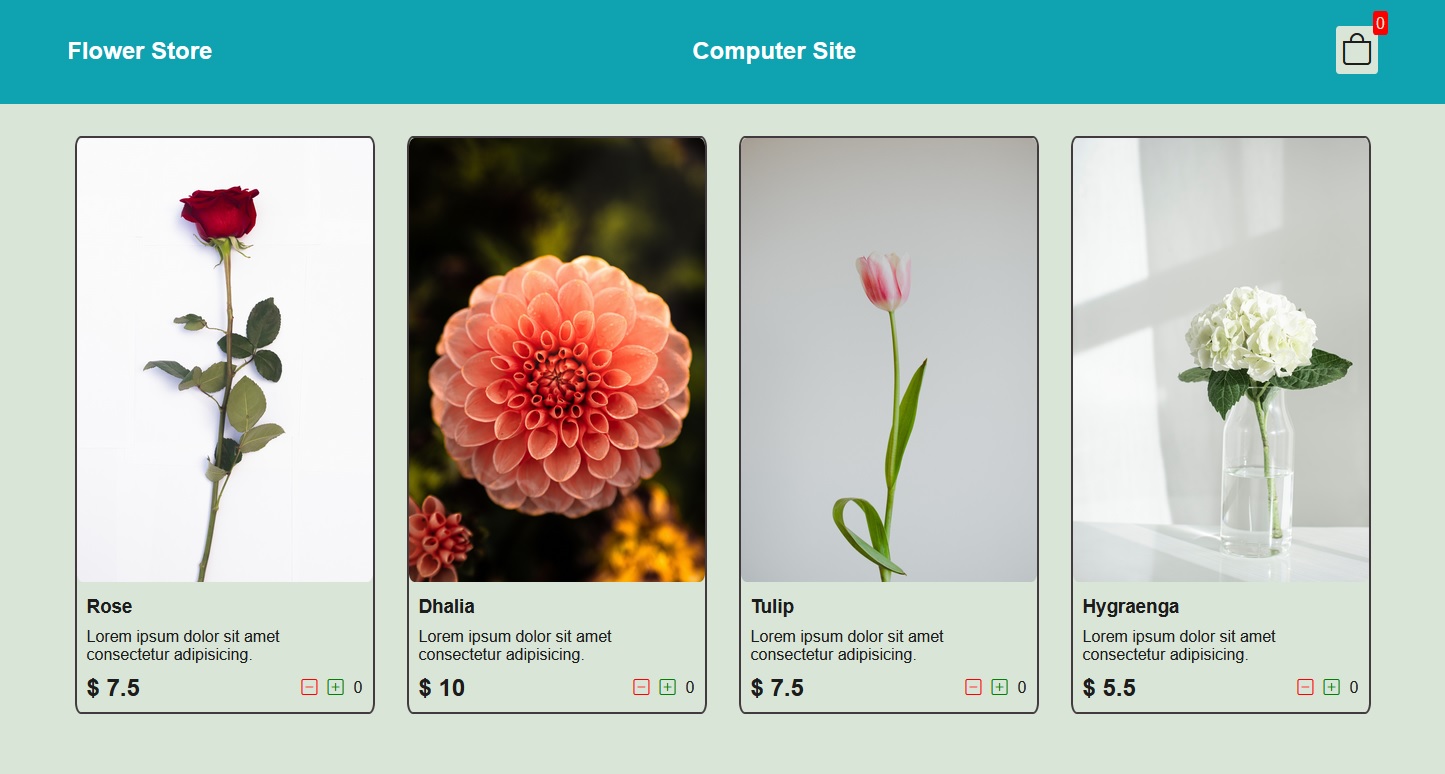 Flower Store
Computer Site
0
Rose
Lorem ipsum dolor sit amet
consectetur adipisicing.
$ 7.5
0
Dhalia
Lorem ipsum dolor sit amet
consectetur adipisicing.
$ 10
0
Tulip
Lorem ipsum dolor sit amet
consectetur adipisicing.
$ 7.5
0
Hygraenga
Lorem ipsum dolor sit amet
consectetur adipisicing.
$ 5.5
0